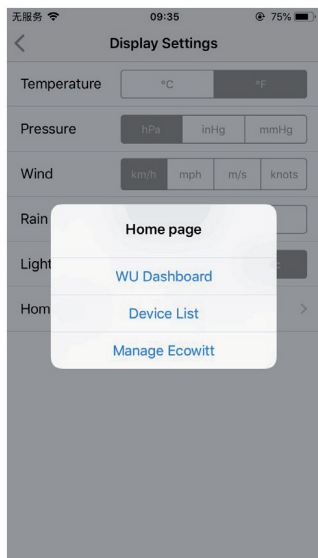 无服务 09:35 75%
Display Settings
Temperature °C °F
Pressure hPa inHg mmHg
Wind km/h mph m/s knots
Rain
Light
Hom
Home page
WU Dashboard
Device List
Manage Ecowitt